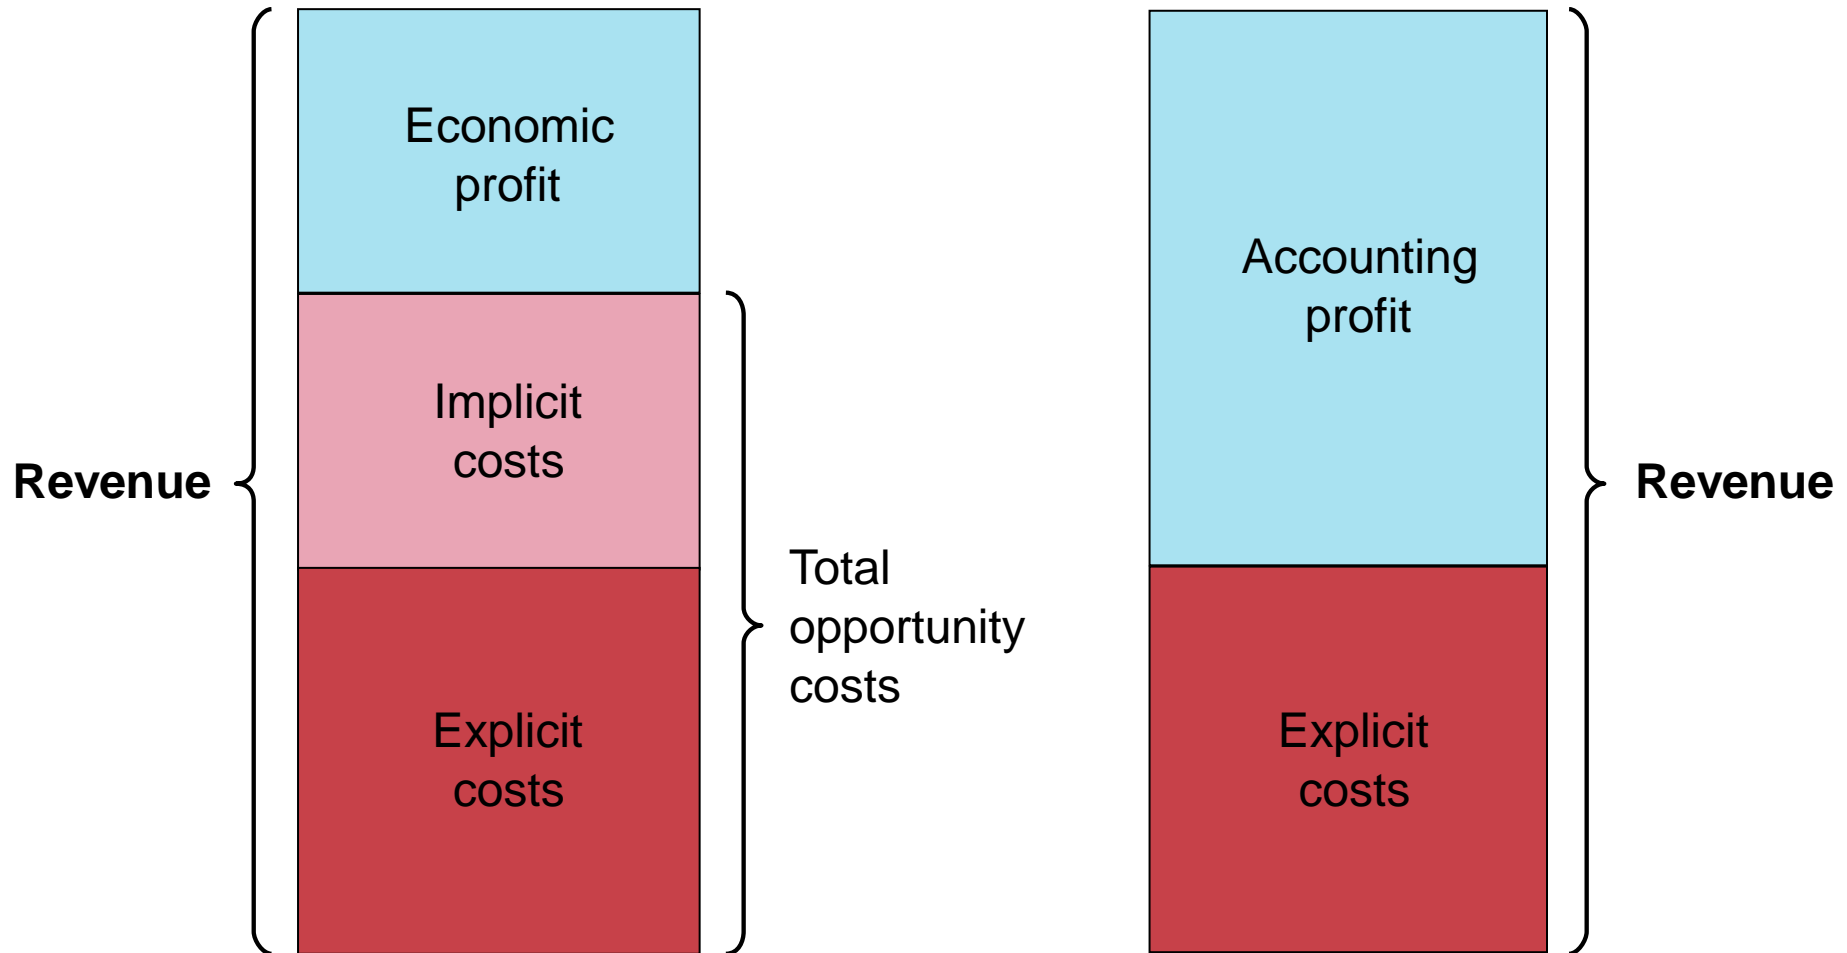 Economic
profit
Implicit
costs
Revenue
Explicit
costs
Total
opportunity
costs
Accounting
profit
Explicit
costs
Revenue